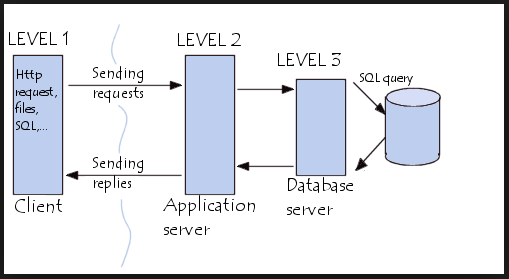 LEVEL 1
LEVEL 2
LEVEL 3
Http
request,
files,
SQL,...
Sending
requests
SQL query
Sending
replies
Client
Application
server
Database
server